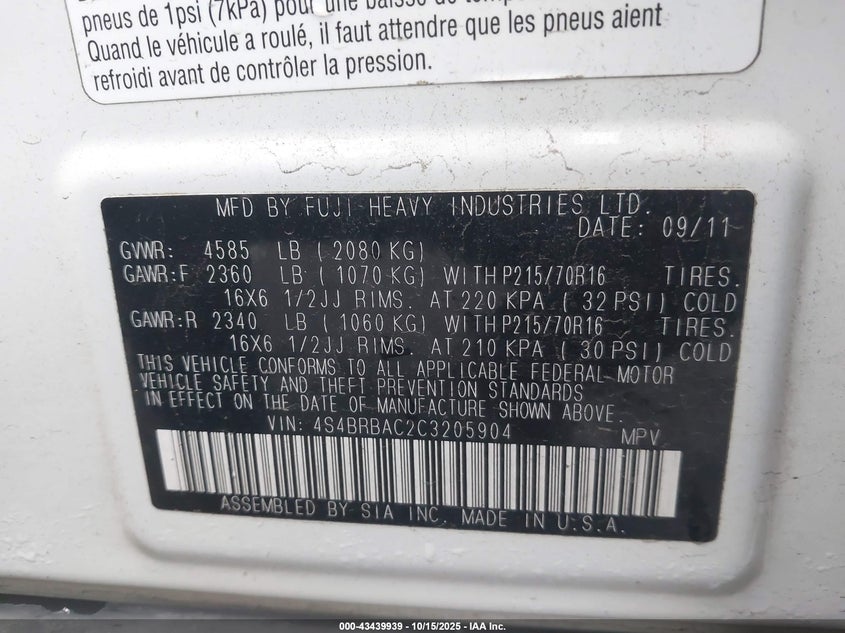 pneus de 1psi (7kPa) pour une baisse de
Quand le véhicule a roulé, il faut attendre que les pneus aient
refroidi avant de contrôler la pression.
MFD BY FUJI HEAVY INDUSTRIES LTD.
DATE: 09/11
GVWR: 4585 LB ( 2080 KG)
GAWR:F 2360 LB ( 1070 KG) WITH P215/70R16 TIRES.
16X6 1/2JJ RIMS. AT 220 KPA ( 32 PSI) COLD
GAWR:R 2340 LB ( 1060 KG) WITH P215/70R16 TIRES.
16X6 1/2JJ RIMS. AT 210 KPA ( 30 PSI) COLD
THIS VEHICLE CONFORMS TO ALL APPLICABLE FEDERAL MOTOR
VEHICLE SAFETY AND THEFT PREVENTION STANDARDS
IN EFFECT ON THE DATE OF MANUFACTURE SHOWN ABOVE.
VIN: 4S4BRBAC2C3205904 MPV
ASSEMBLED BY SIA INC. MADE IN U.S.A.
000-43439939 - 10/15/2025 - IAA Inc.